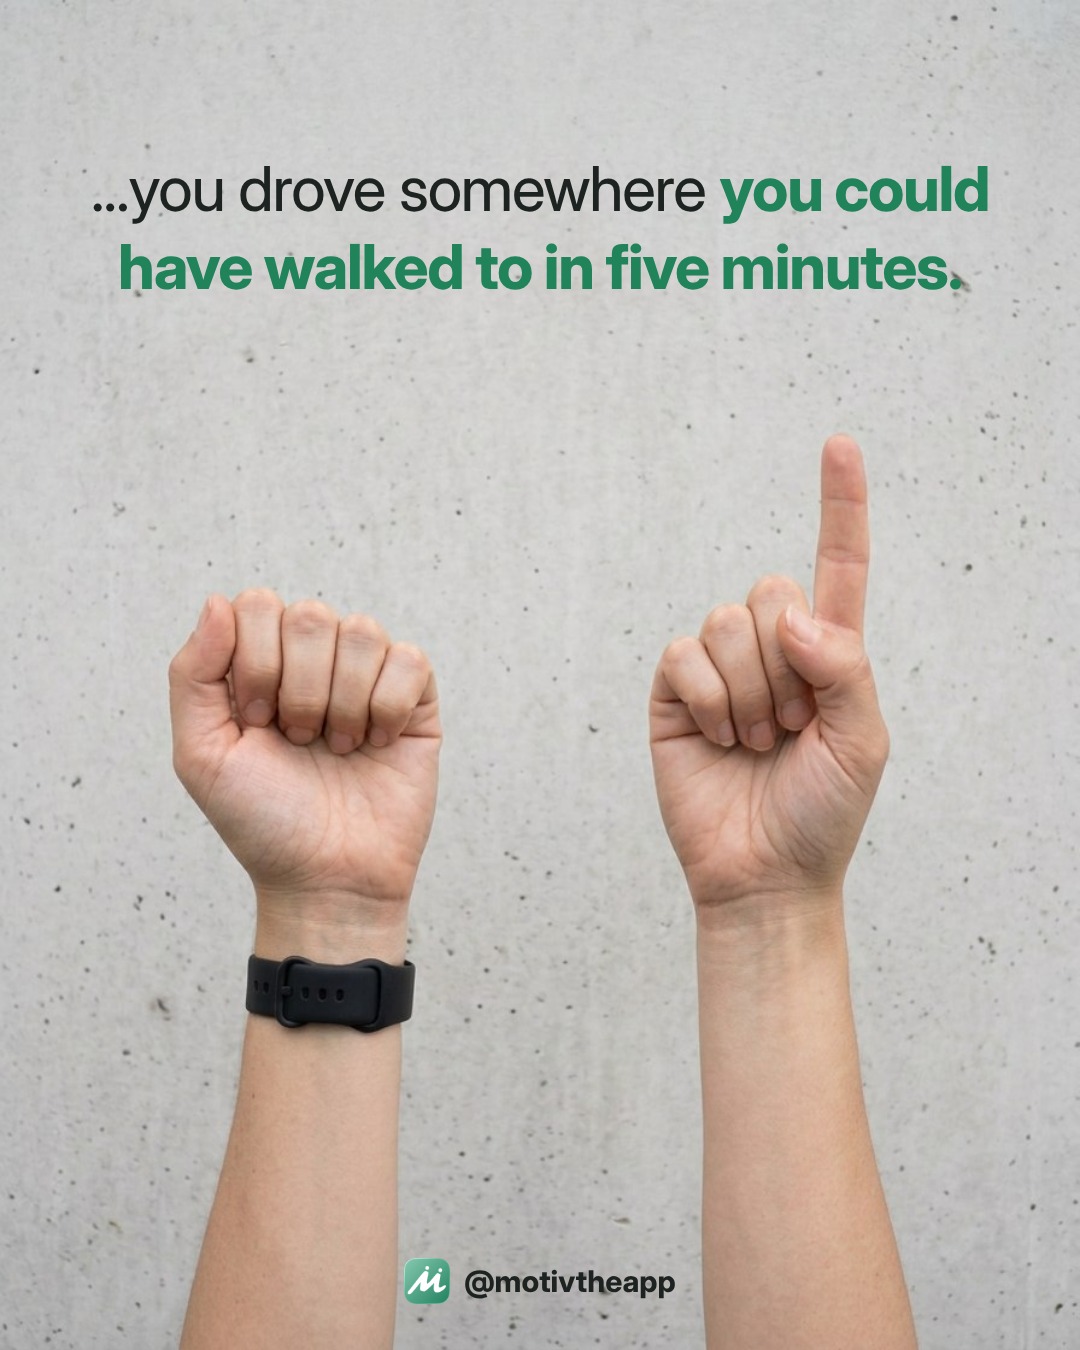 ...you drove somewhere you could
have walked to in five minutes.
@motivtheapp